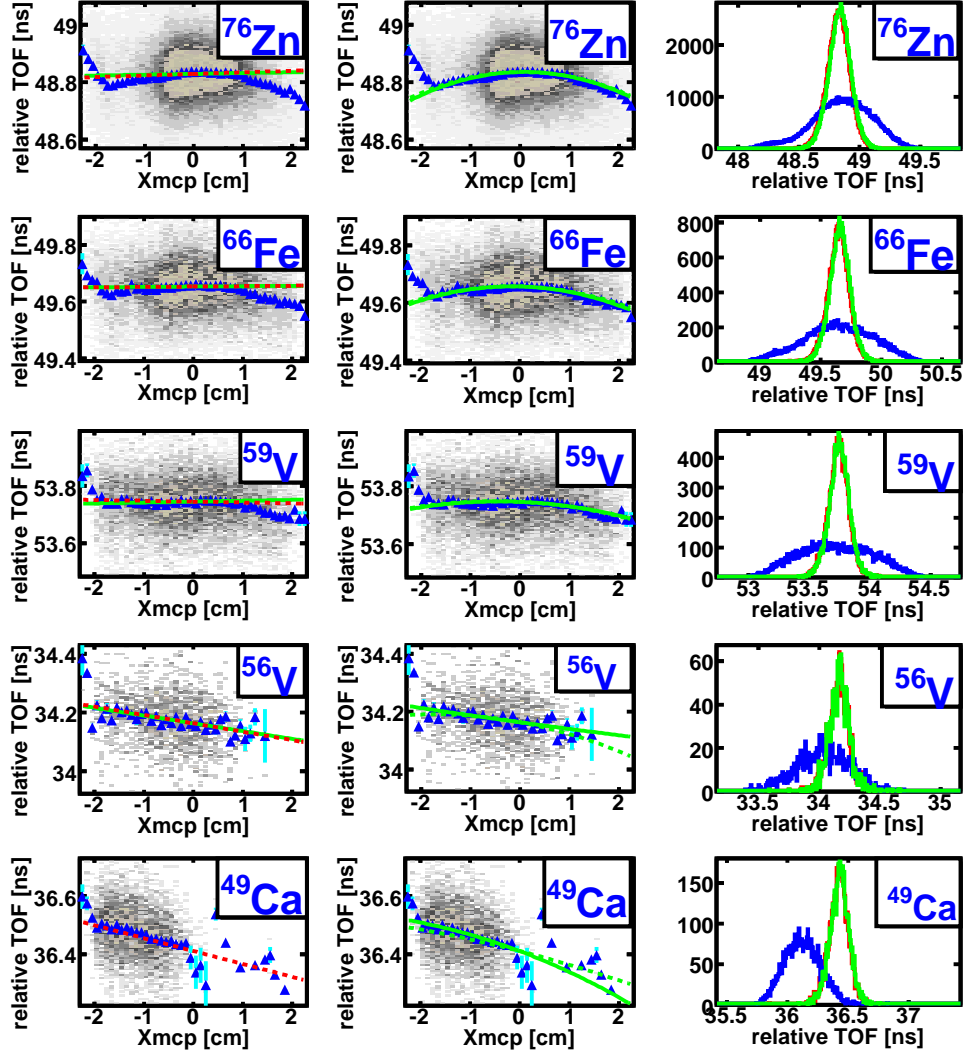 relative TOF [ns]
49
48.8
48.6
-2 -1 0 1 2
Xmcp [cm]
76Zn
relative TOF [ns]
49
48.8
48.6
-2 -1 0 1 2
Xmcp [cm]
76Zn
2000
1000
0
48 48.5 49 49.5
relative TOF [ns]
76Zn
relative TOF [ns]
49.8
49.6
49.4
-2 -1 0 1 2
Xmcp [cm]
66Fe
relative TOF [ns]
49.8
49.6
49.4
-2 -1 0 1 2
Xmcp [cm]
66Fe
800
600
400
200
0
49 49.5 50 50.5
relative TOF [ns]
66Fe
relative TOF [ns]
53.8
53.6
-2 -1 0 1 2
Xmcp [cm]
59V
relative TOF [ns]
53.8
53.6
-2 -1 0 1 2
Xmcp [cm]
59V
400
300
200
100
0
53 53.5 54 54.5
relative TOF [ns]
59V
relative TOF [ns]
34.4
34.2
34
-2 -1 0 1 2
Xmcp [cm]
56V
relative TOF [ns]
34.4
34.2
34
-2 -1 0 1 2
Xmcp [cm]
56V
60
40
20
0
33.5 34 34.5 35
relative TOF [ns]
56V
relative TOF [ns]
36.6
36.4
-2 -1 0 1 2
Xmcp [cm]
49Ca
relative TOF [ns]
36.6
36.4
-2 -1 0 1 2
Xmcp [cm]
49Ca
150
100
50
0
35.5 36 36.5 37
relative TOF [ns]
49Ca